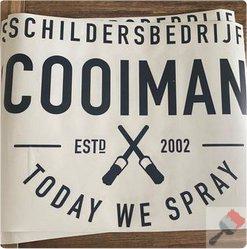 SCHILDERSBEDRIJF
COOIMAN
ESTD 2002
TODAY WE SPRAY